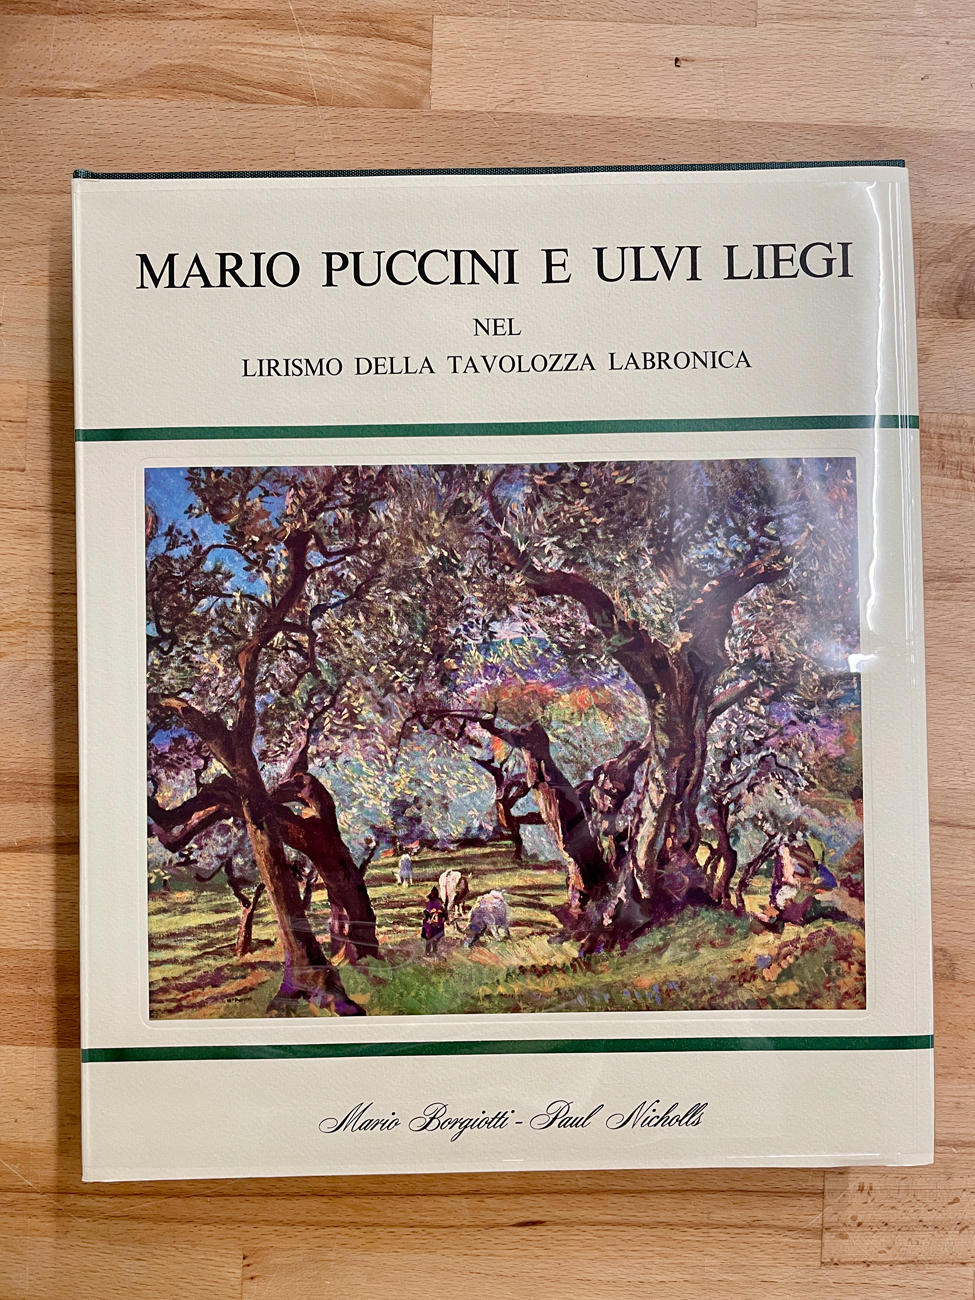 MARIO PUCCINI E ULVI LIEGI
NEL
LIRISMO DELLA TAVOLOZZA LABRONICA
Mario Borgiotti - Paul Nicholls